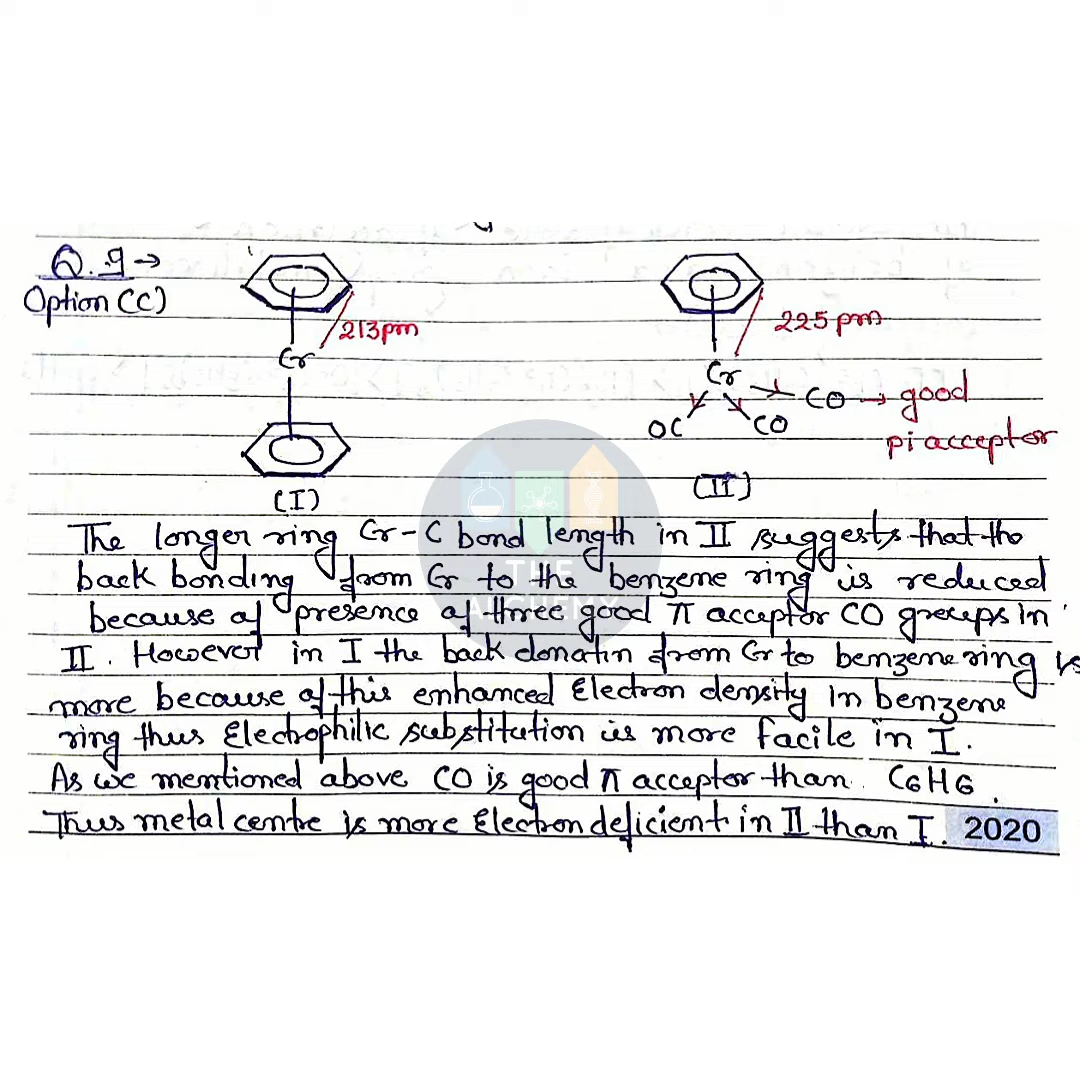 Q.9→
Option (C)
213pm
Cr
(I)
225 pm
Cr
CO → good
pi acceptor
OC
CO
(II)
The longer ring Cr-C bond length in II suggests that the
back bonding from Cr to the benzene ring is reduced
because of presence of three good π acceptor CO groups in
II. However in I the back donatin from Cr to benzene ring is
more because of this enhanced Electron density in benzene
ring thus Electrophilic substitution is more facile in I.
As we mentioned above CO is good π acceptor than C6H6.
Thus metal centre is more Electron deficient in II than I. 2020
THE
ALCHEMY